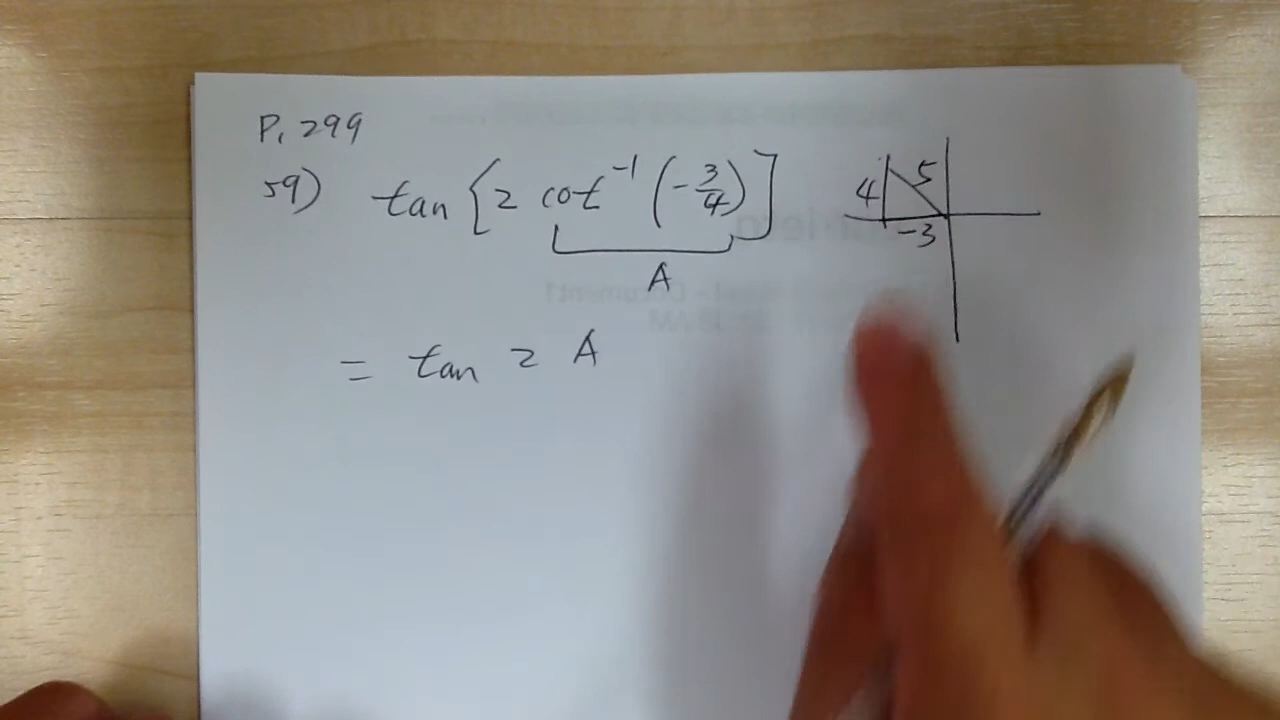 P. 299
59) tan [2 cot⁻¹ (-3/4)]
A
4 5
-3
= tan 2 A